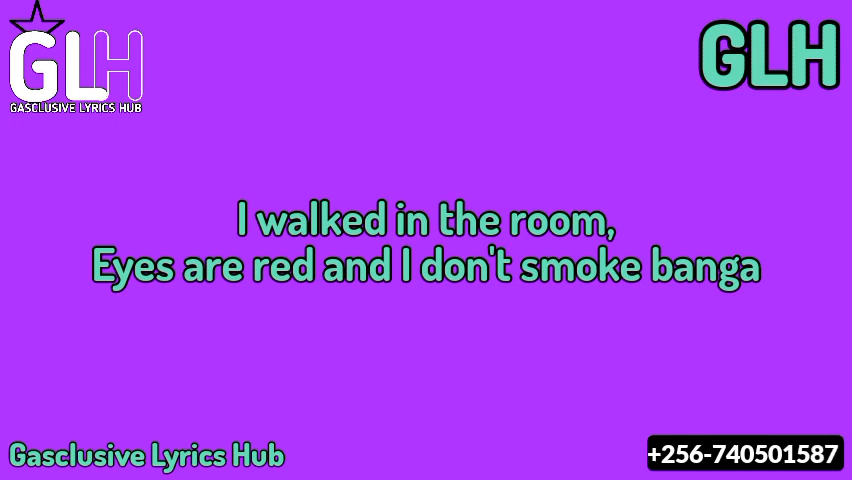 GLH
GASCLUSIVE LYRICS HUB
GLH
I walked in the room,
Eyes are red and I don't smoke banga
Gasclusive Lyrics Hub
+256-740501587